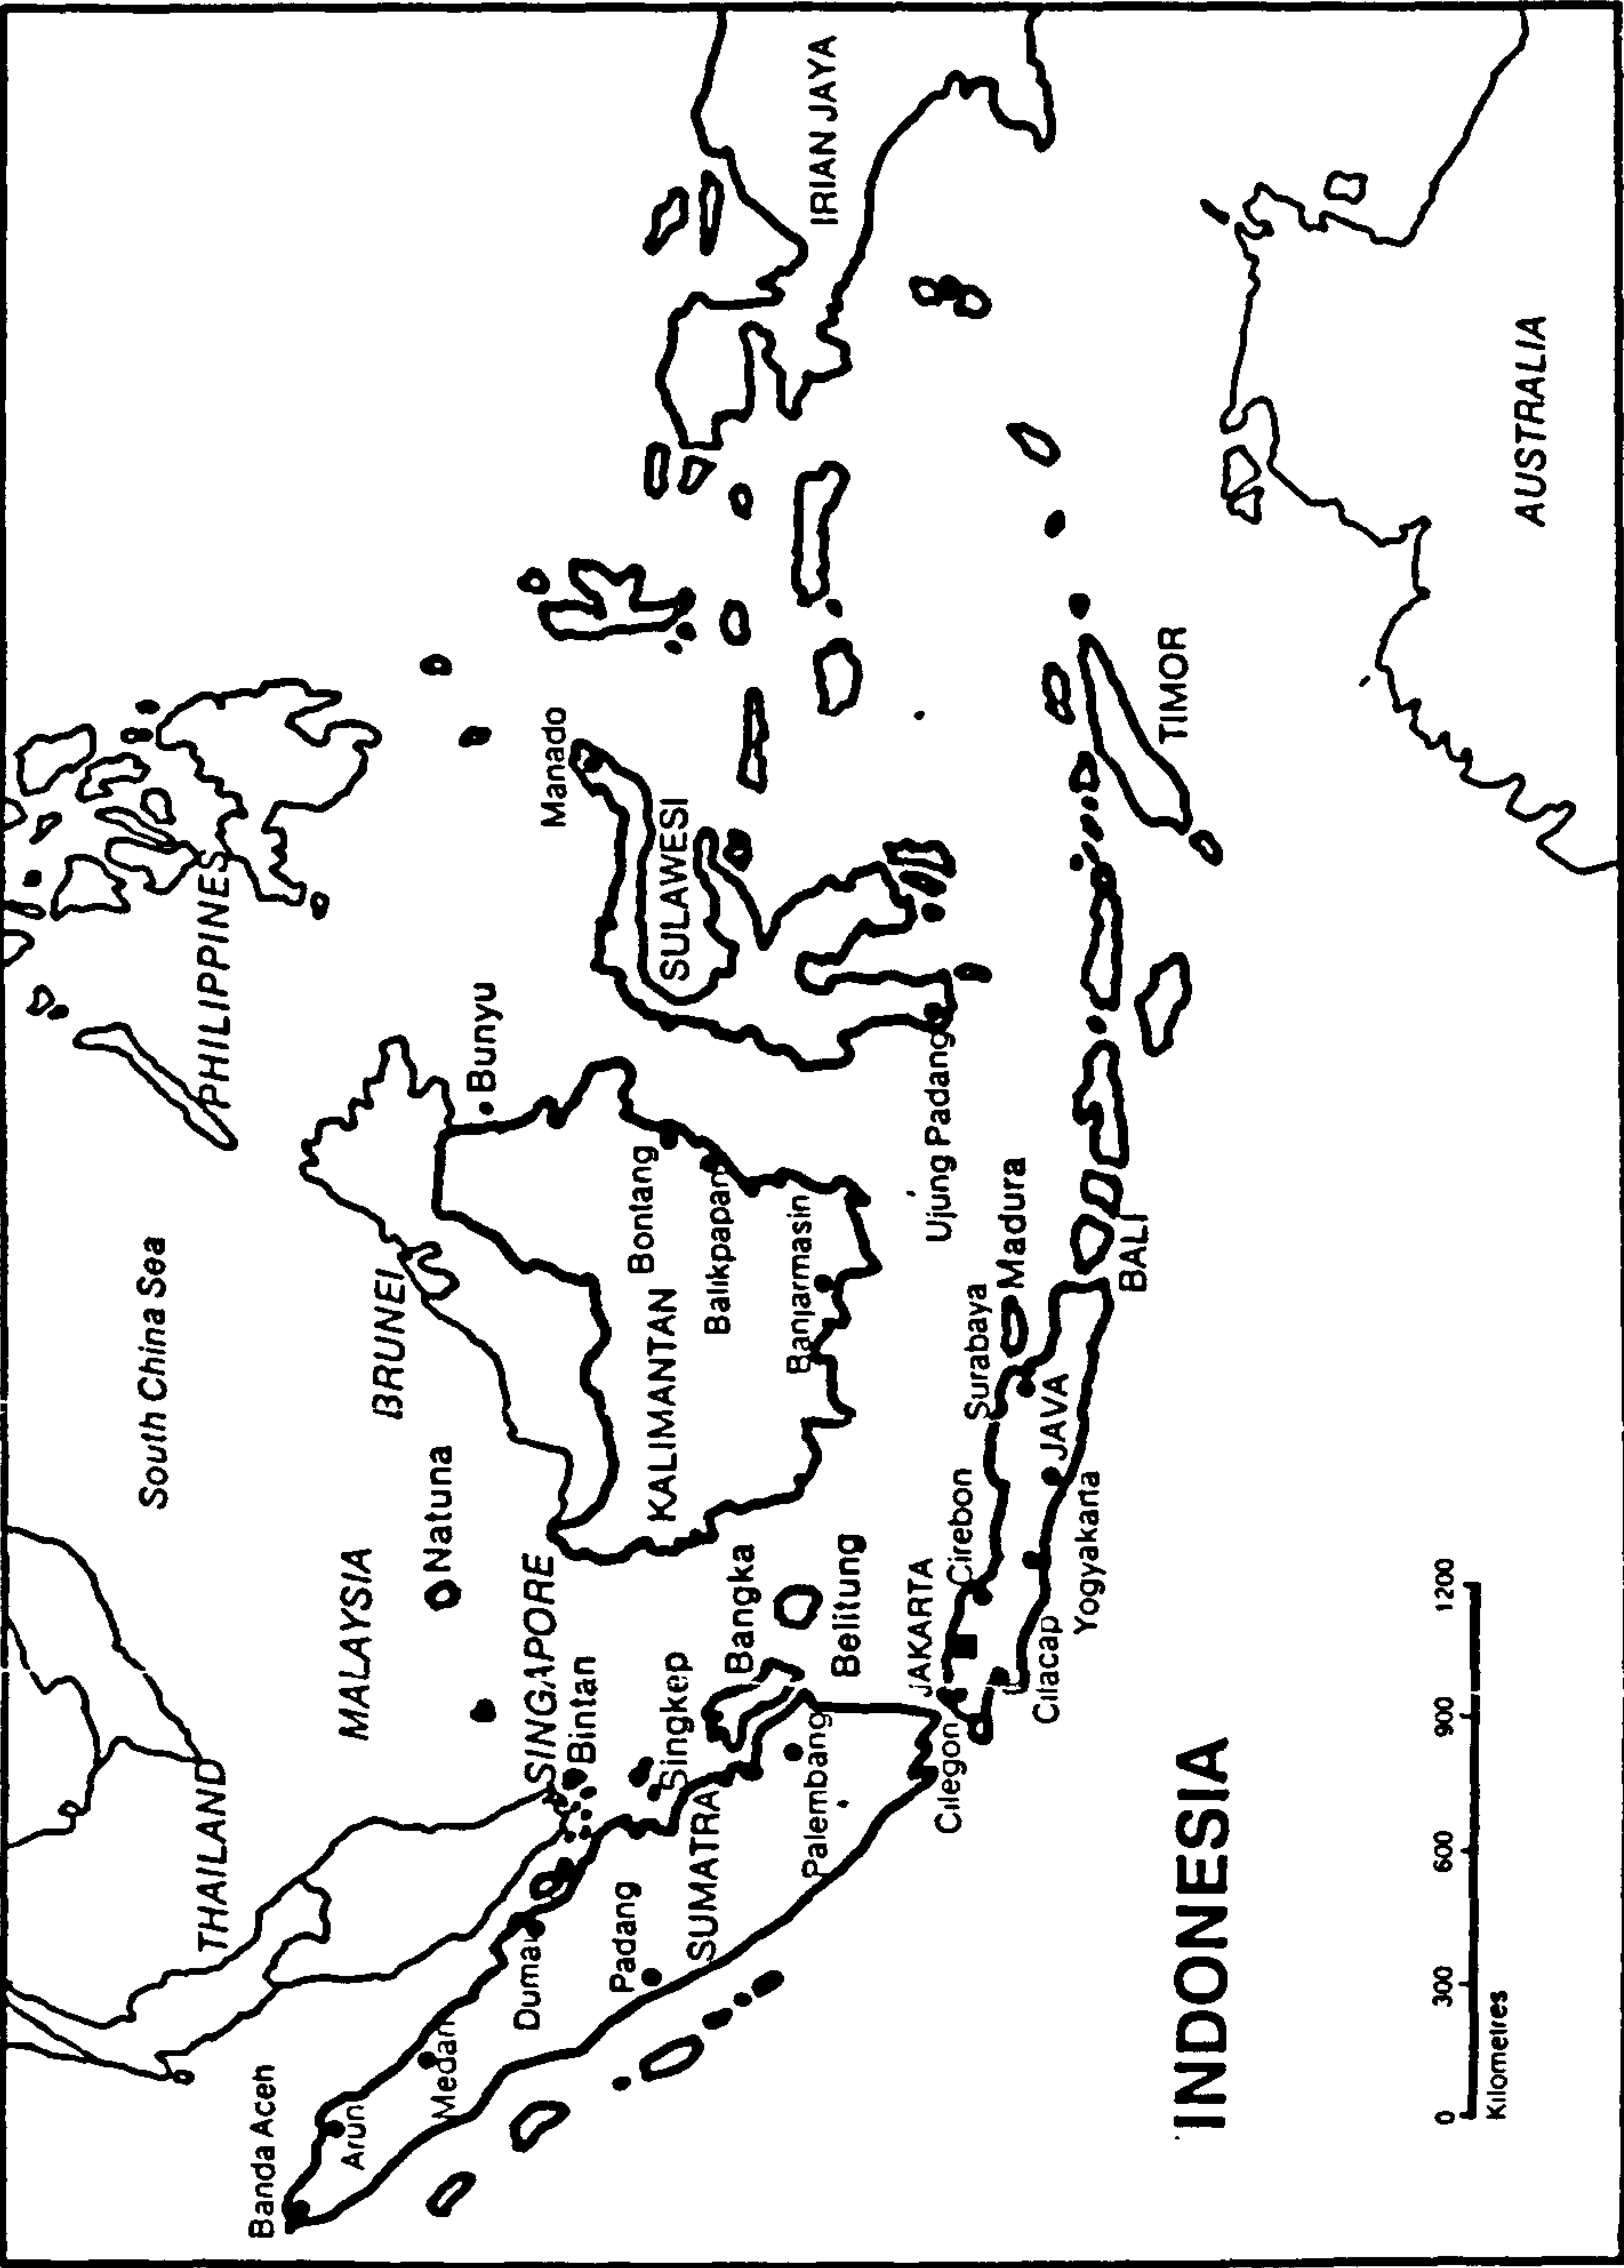 South China Sea
THAILAND
PHILIPPINES
MALAYSIA
BRUNEI
Natuna
Bunyu
Banda Aceh
Arun
Medan
Dumai
Padang
SUMATRA
SINGAPORE
Bintan
Singkep
Bangka
Belitung
Palembang
KALIMANTAN
Bontang
Balikpapan
Banjarmasin
Manado
SULAWESI
Ujung Padang
IRIAN JAYA
JAKARTA
Cilegon
Cirebon
Cilacap
Yogyakarta
JAVA
Surabaya
Madura
BALI
TIMOR
AUSTRALIA
INDONESIA
0 300 600 900 1200
Kilometres